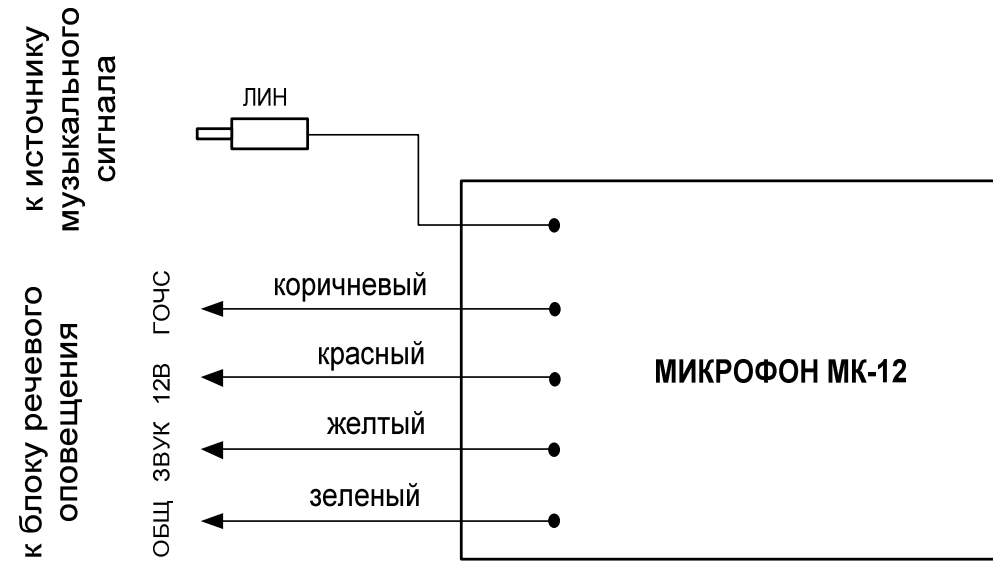 к источнику
музыкального
сигнала
ЛИН
к блоку речевого
оповещения
ГОЧС
коричневый
12В
красный
ЗВУК
желтый
ОБЩ
зеленый
МИКРОФОН МК-12